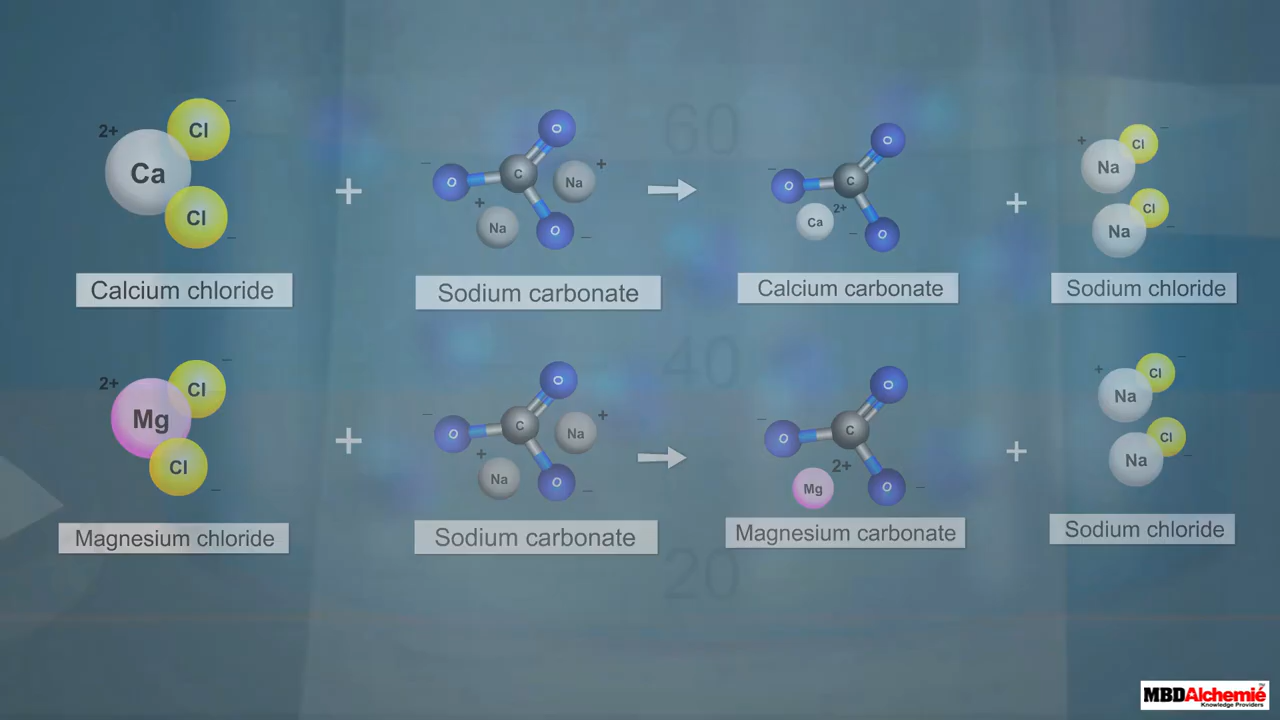 2+ Ca Cl − Cl −
+
− O C O O − + Na Na +
− O C O O − Ca 2+
+
+ Na Cl − Na Cl −
Calcium chloride
Sodium carbonate
Calcium carbonate
Sodium chloride
2+ Mg Cl − Cl −
+
− O C O O − + Na Na +
− O C O O − Mg 2+
+
+ Na Cl − Na Cl −
Magnesium chloride
Sodium carbonate
Magnesium carbonate
Sodium chloride
60
40
20
MBDAlchemié
Knowledge Providers